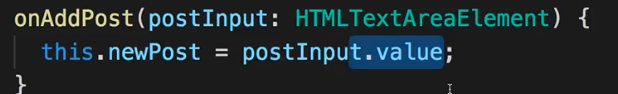 onAddPost(postInput: HTMLTextAreaElement) {
this.newPost = postInput.value;
}